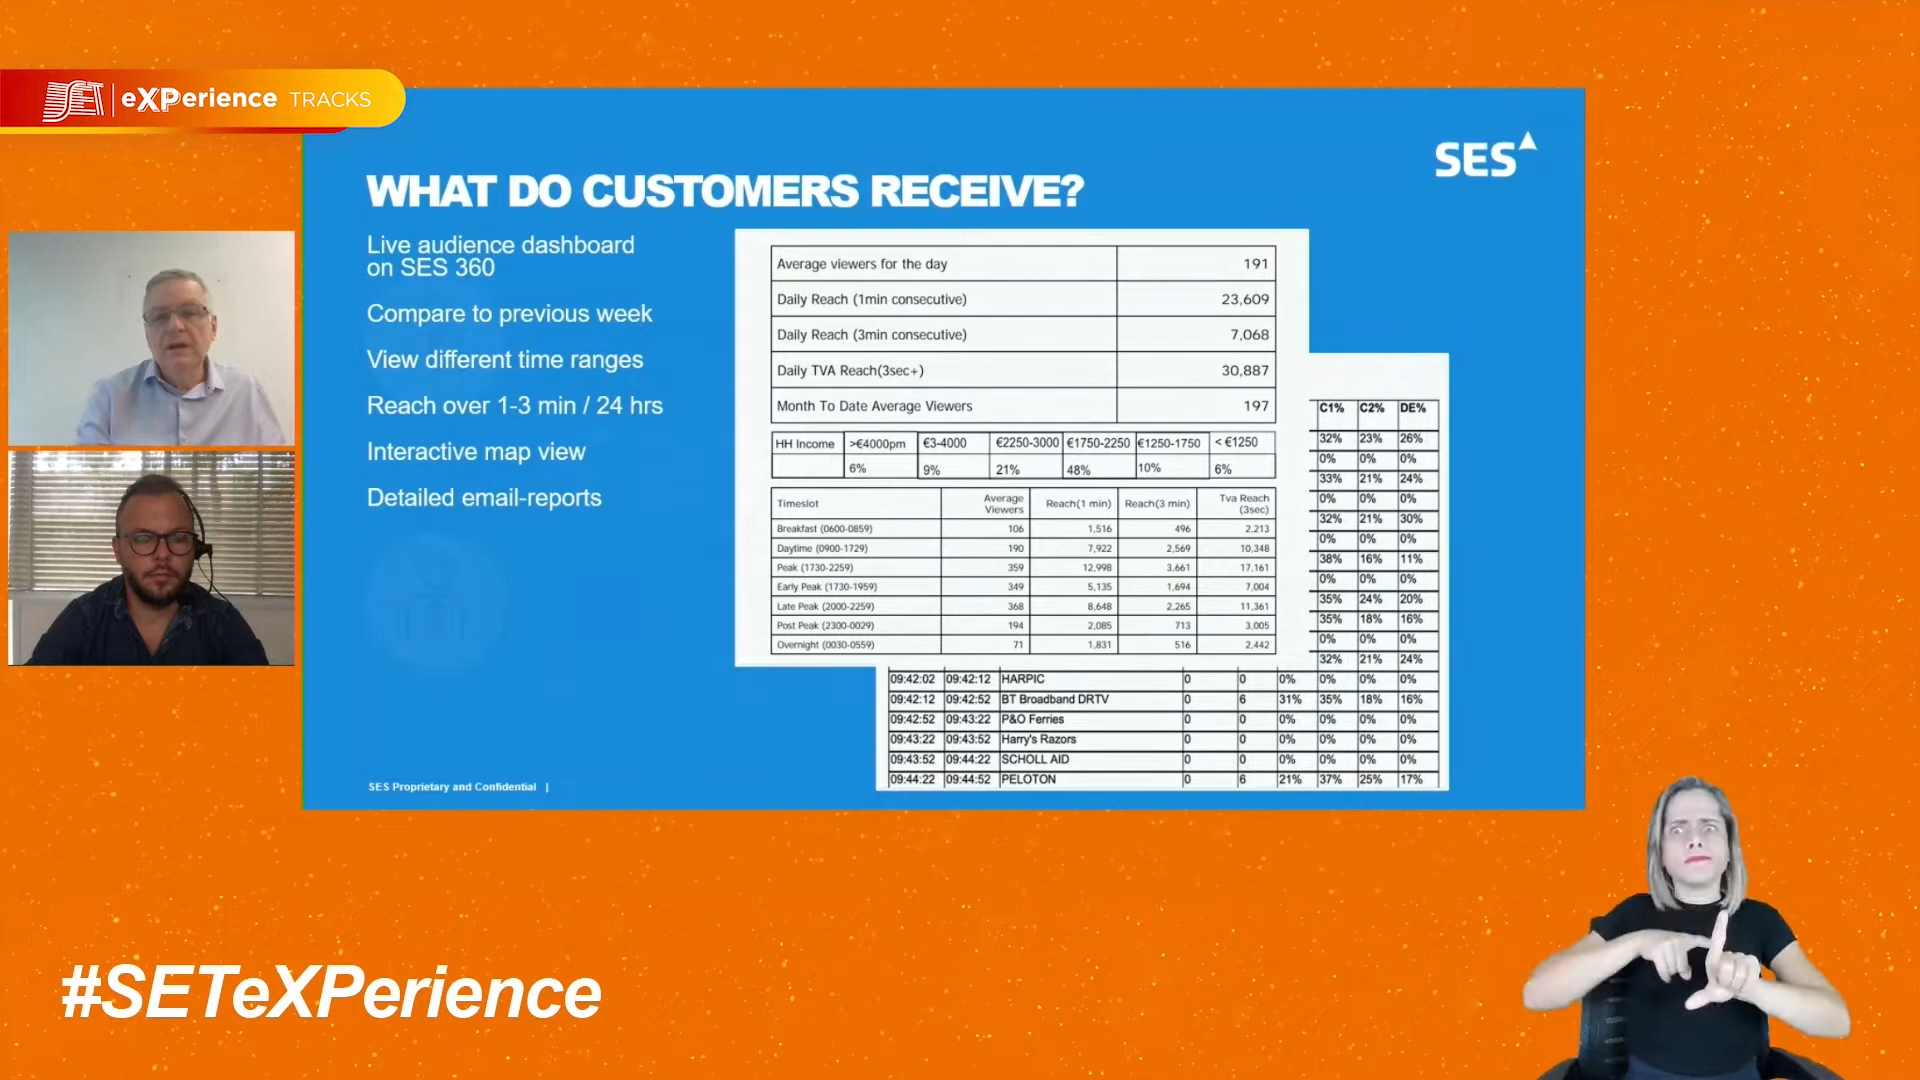 SET eXPerience TRACKS
SES
WHAT DO CUSTOMERS RECEIVE?
Live audience dashboard
on SES 360
Compare to previous week
View different time ranges
Reach over 1-3 min / 24 hrs
Interactive map view
Detailed email-reports
Average viewers for the day 191
Daily Reach (1min consecutive) 23,609
Daily Reach (3min consecutive) 7,068
Daily TVA Reach(3sec+) 30,887
Month To Date Average Viewers 197
HH Income >€4000pm €3-4000 €2250-3000 €1750-2250 €1250-1750 < €1250
6% 9% 21% 48% 10% 6%
Timeslot Average Viewers Reach(1 min) Reach(3 min) Tva Reach (3sec)
Breakfast (0600-0859) 106 1,516 496 2,213
Daytime (0900-1729) 190 7,922 2,569 10,348
Peak (1730-2259) 359 12,998 3,661 17,161
Early Peak (1730-1959) 349 5,135 1,694 7,004
Late Peak (2000-2259) 368 8,648 2,265 11,361
Post Peak (2300-0029) 194 2,085 713 3,005
Overnight (0030-0559) 71 1,831 516 2,442
C1% C2% DE%
32% 23% 26%
0% 0% 0%
33% 21% 24%
0% 0% 0%
32% 21% 30%
0% 0% 0%
38% 16% 11%
0% 0% 0%
35% 24% 20%
35% 18% 16%
0% 0% 0%
32% 21% 24%
09:42:02 09:42:12 HARPIC 0 0 0% 0% 0% 0%
09:42:12 09:42:52 BT Broadband DRTV 0 6 31% 35% 18% 16%
09:42:52 09:43:22 P&O Ferries 0 0 0% 0% 0% 0%
09:43:22 09:43:52 Harry's Razors 0 0 0% 0% 0% 0%
09:43:52 09:44:22 SCHOLL AID 0 0 0% 0% 0% 0%
09:44:22 09:44:52 PELOTON 0 6 21% 37% 25% 17%
SES Proprietary and Confidential |
#SETeXPerience